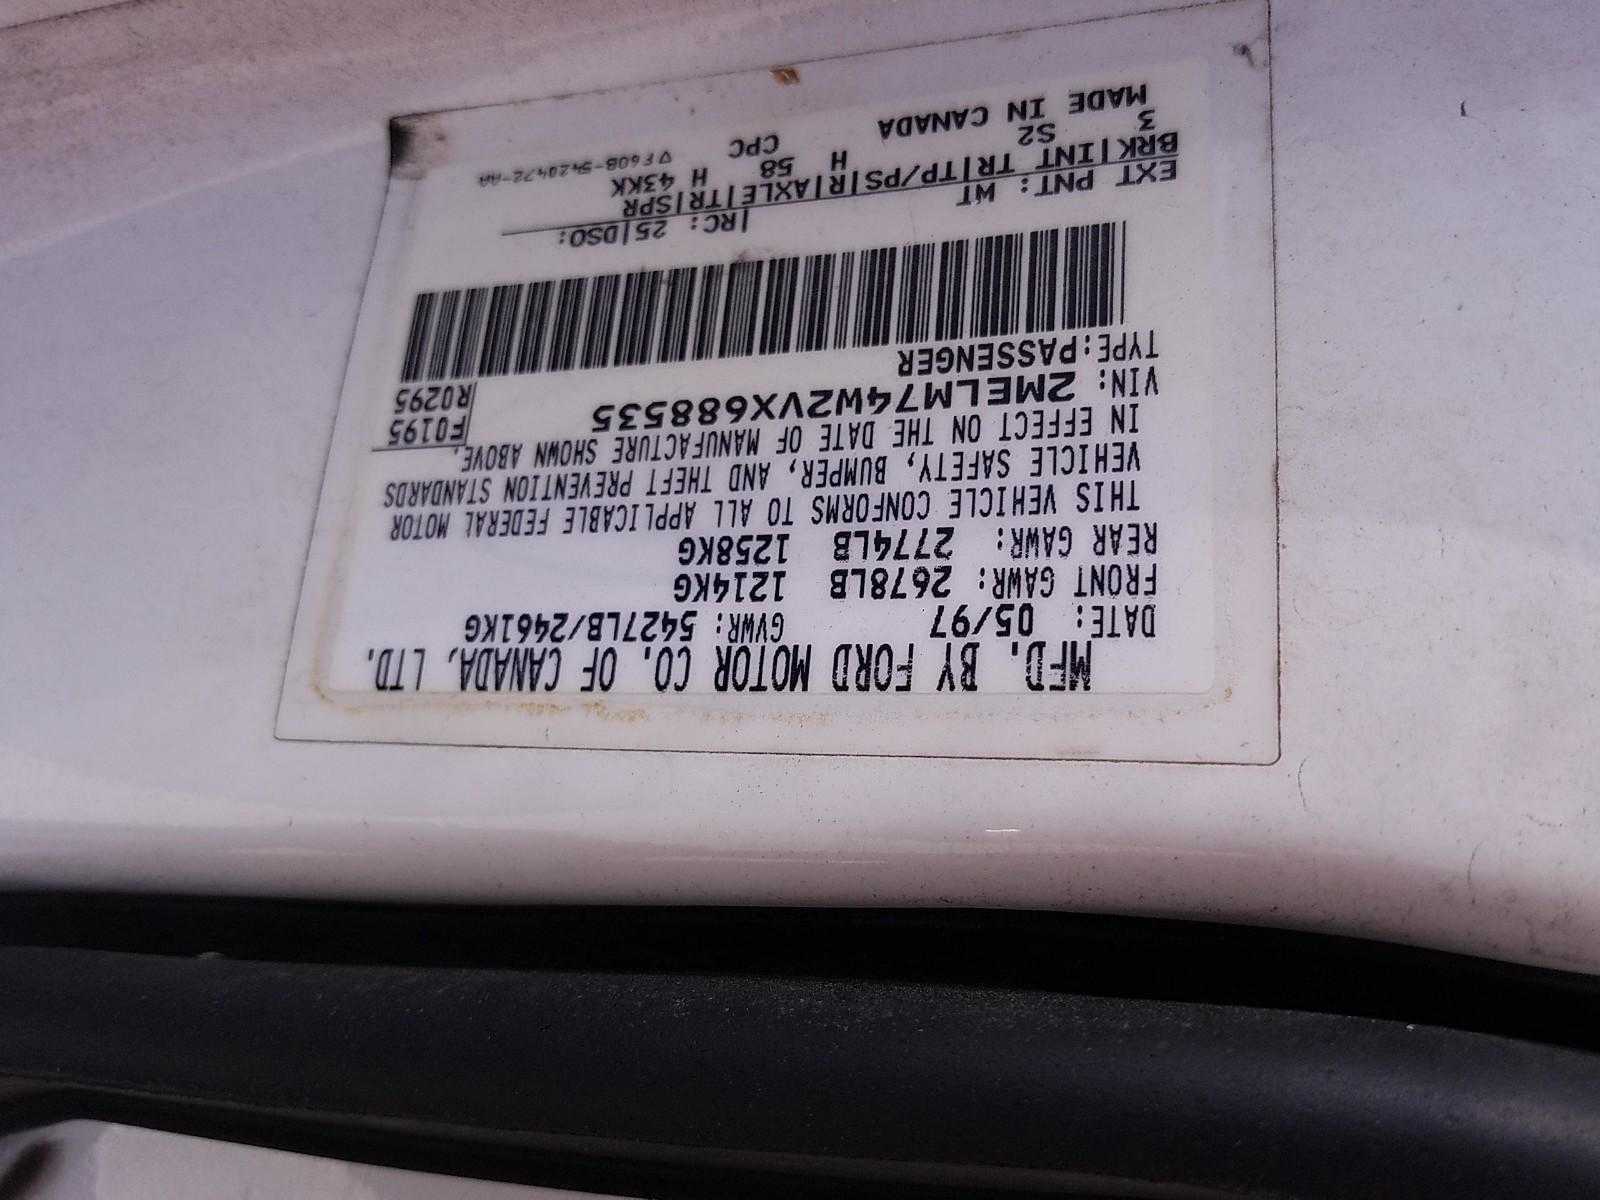 MFD. BY FORD MOTOR CO. OF CANADA, LTD.
DATE: 05/97 GVWR: 5427LB/2461KG
FRONT GAWR: 2678LB 1214KG
REAR GAWR: 2774LB 1258KG
THIS VEHICLE CONFORMS TO ALL APPLICABLE FEDERAL MOTOR
VEHICLE SAFETY, BUMPER, AND THEFT PREVENTION STANDARDS
IN EFFECT ON THE DATE OF MANUFACTURE SHOWN ABOVE.
VIN: 2MELM74W2VX688535 F0195
TYPE:PASSENGER R0295
EXT PNT: WT |RC: 25|DSO:
BRK|INT TR|TP/PS|R|AXLE|TR|SPR
3 S2 H 58 H 43KK
MADE IN CANADA CPC ▽F60B-5420472-AA